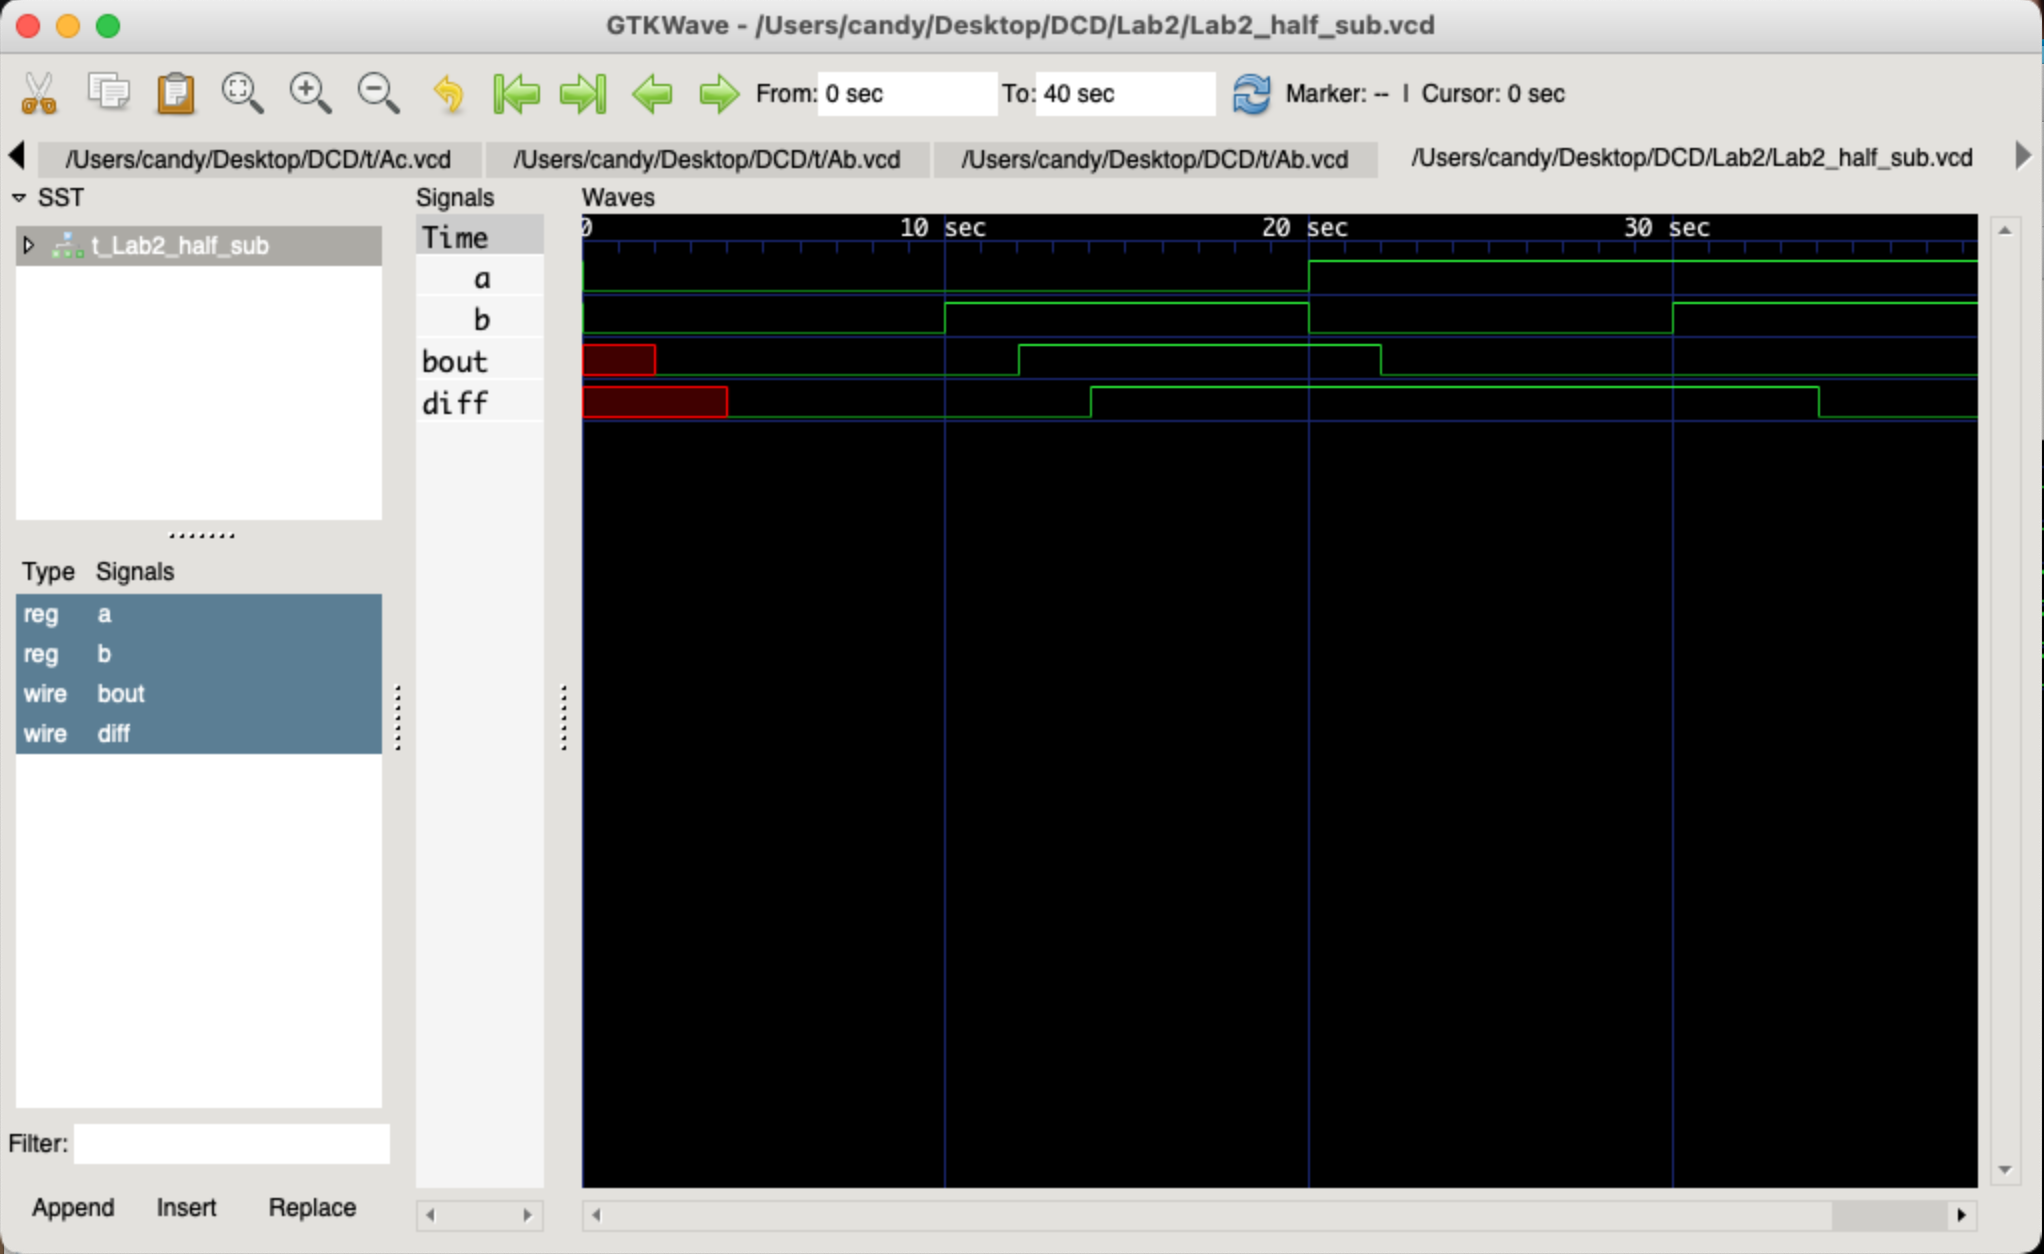 GTKWave - /Users/candy/Desktop/DCD/Lab2/Lab2_half_sub.vcd
From: 0 sec To: 40 sec Marker: -- | Cursor: 0 sec
/Users/candy/Desktop/DCD/t/Ac.vcd /Users/candy/Desktop/DCD/t/Ab.vcd /Users/candy/Desktop/DCD/t/Ab.vcd /Users/candy/Desktop/DCD/Lab2/Lab2_half_sub.vcd
SST
t_Lab2_half_sub
Type Signals
reg a
reg b
wire bout
wire diff
Filter:
Append Insert Replace
Signals
Time
a
b
bout
diff
Waves
0 10 sec 20 sec 30 sec